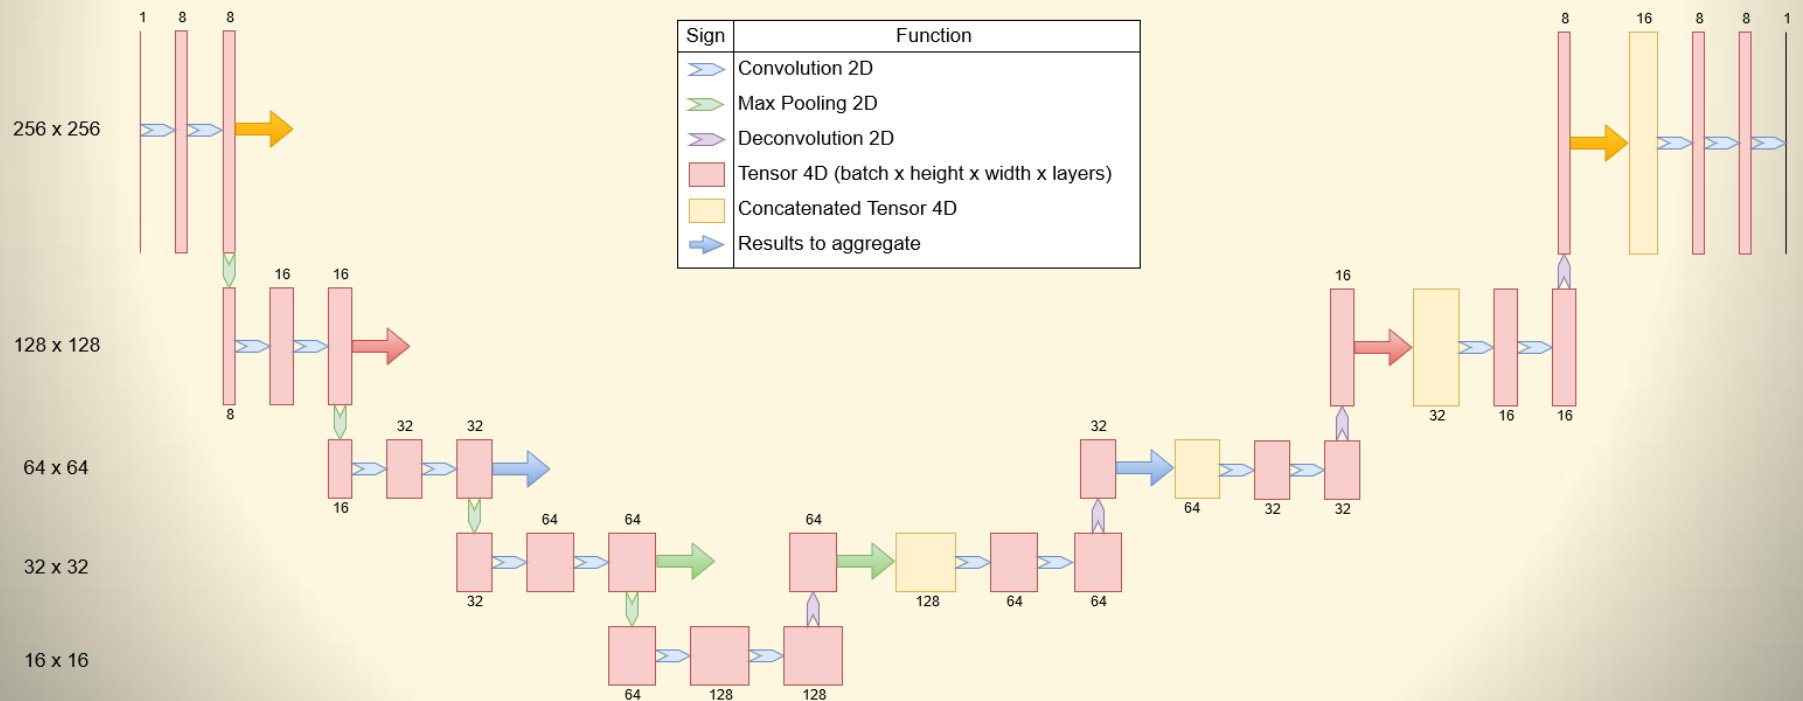 1 8 8
8 16 8 8 1
Sign Function
Convolution 2D
Max Pooling 2D
Deconvolution 2D
Tensor 4D (batch x height x width x layers)
Concatenated Tensor 4D
Results to aggregate
256 x 256
16 16
16
128 x 128
8
32 16 16
32 32
32
64 x 64
16
64 32 32
64 64
64
32 x 32
32
128 64 64
16 x 16
64 128 128